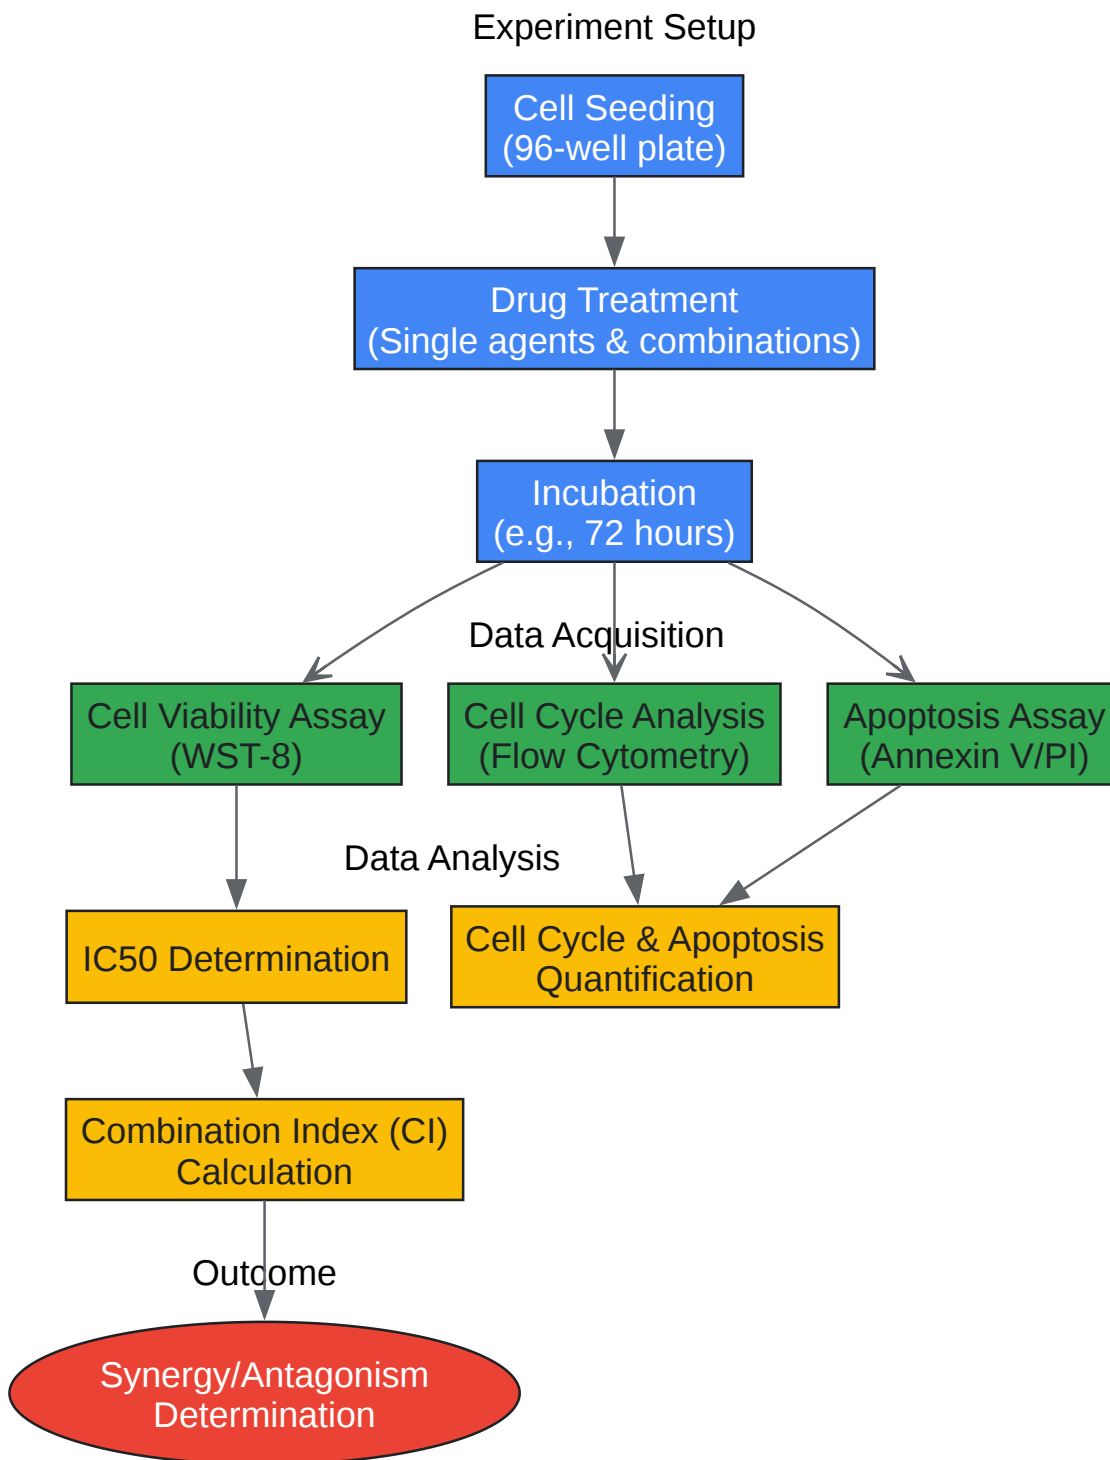 Experiment Setup
Cell Seeding
(96-well plate)
Drug Treatment
(Single agents & combinations)
Incubation
(e.g., 72 hours)
Data Acquisition
Cell Viability Assay
(WST-8)
Cell Cycle Analysis
(Flow Cytometry)
Apoptosis Assay
(Annexin V/PI)
Data Analysis
IC50 Determination
Cell Cycle & Apoptosis
Quantification
Combination Index (CI)
Calculation
Outcome
Synergy/Antagonism
Determination